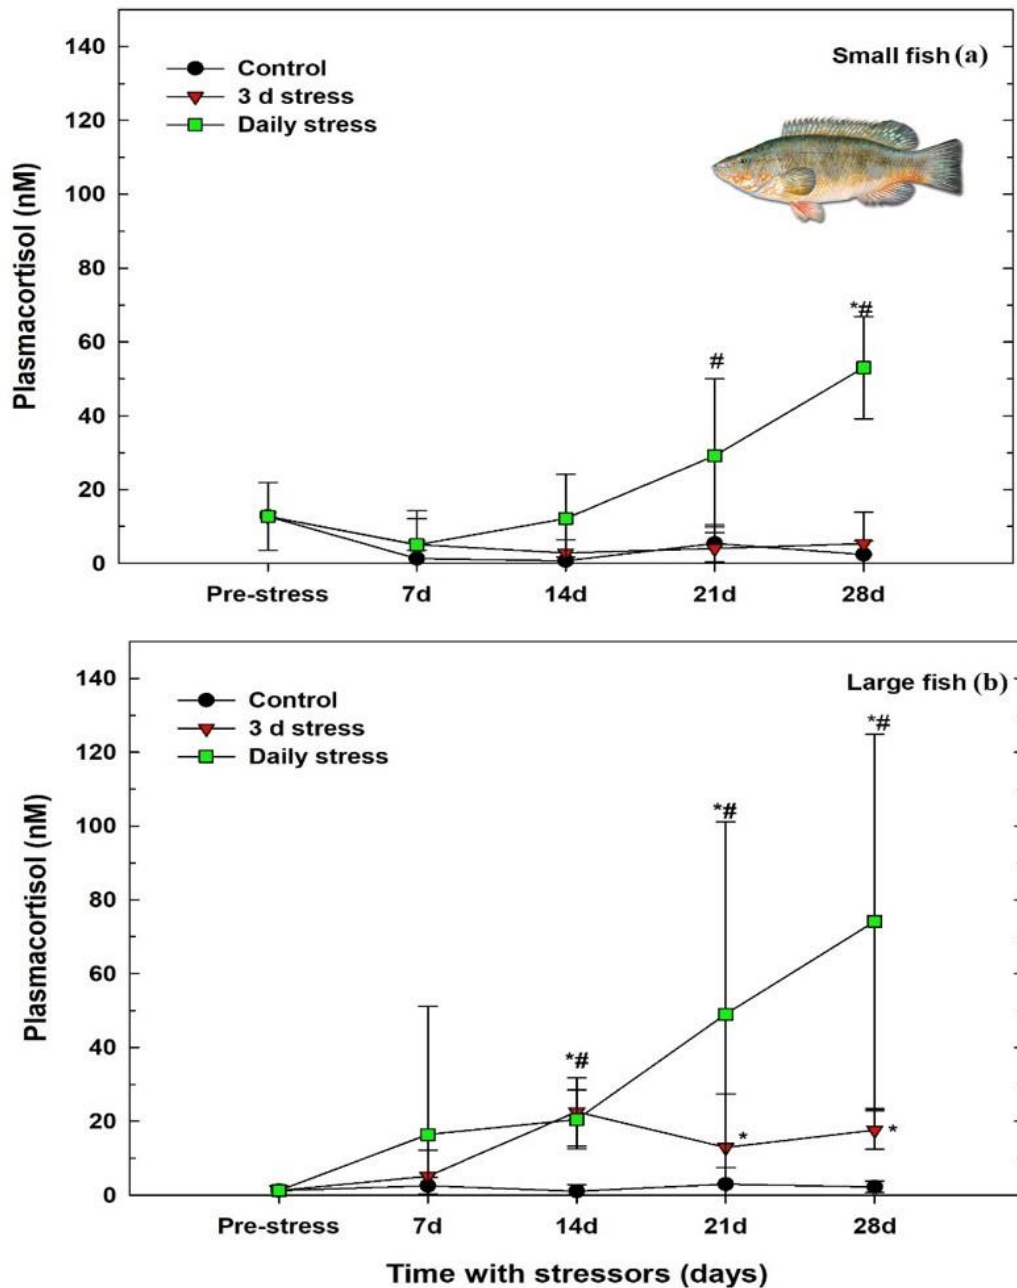 Small fish (a)
Control
3 d stress
Daily stress
Plasmacortisol (nM)
140
120
100
80
60
40
20
0
#
*#
Pre-stress 7d 14d 21d 28d
Large fish (b)
Control
3 d stress
Daily stress
Plasmacortisol (nM)
140
120
100
80
60
40
20
0
*#
*#
*#
*
*
Pre-stress 7d 14d 21d 28d
Time with stressors (days)